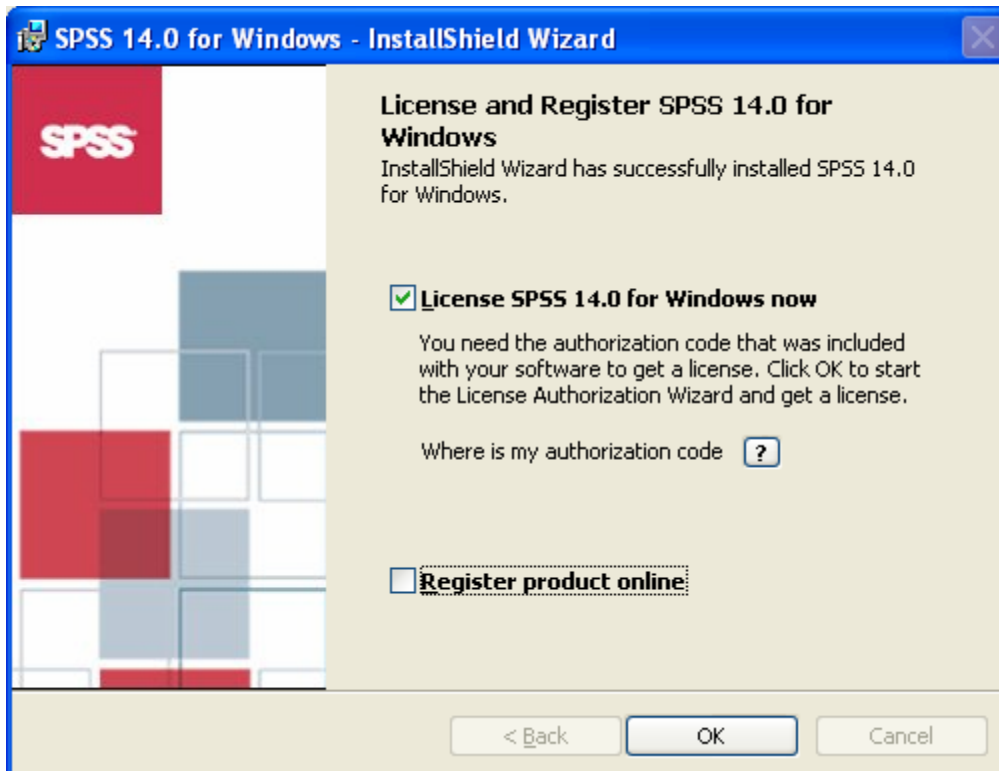 SPSS 14.0 for Windows - InstallShield Wizard
SPSS
License and Register SPSS 14.0 for
Windows
InstallShield Wizard has successfully installed SPSS 14.0
for Windows.
License SPSS 14.0 for Windows now
You need the authorization code that was included
with your software to get a license. Click OK to start
the License Authorization Wizard and get a license.
Where is my authorization code ?
Register product online
< Back OK Cancel